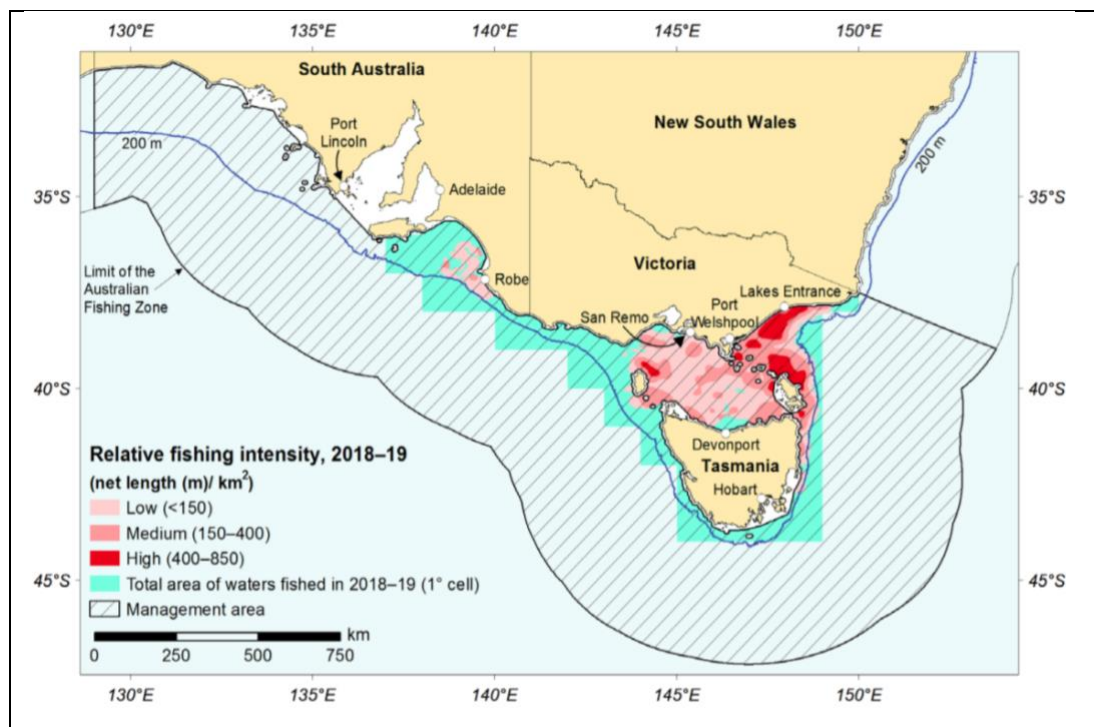 130°E 135°E 140°E 145°E 150°E
South Australia
New South Wales
Port
Lincoln
200 m
200 m
35°S
35°S
Adelaide
Limit of the
Australian
Fishing Zone
Robe
Victoria
Lakes Entrance
Port
Welshpool
San Remo
40°S
40°S
Devonport
Tasmania
Hobart
Relative fishing intensity, 2018–19
(net length (m)/ km²)
Low (<150)
Medium (150–400)
High (400–850)
Total area of waters fished in 2018–19 (1° cell)
Management area
45°S
45°S
km
0 250 500 750
130°E 135°E 140°E 145°E 150°E